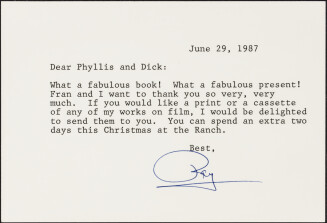 June 29, 1987
Dear Phyllis and Dick:
What a fabulous book! What a fabulous present!
Fran and I want to thank you so very, very
much. If you would like a print or a cassette
of any of my works on film, I would be delighted
to send them to you. You can spend an extra two
days this Christmas at the Ranch.
Best,
Ray